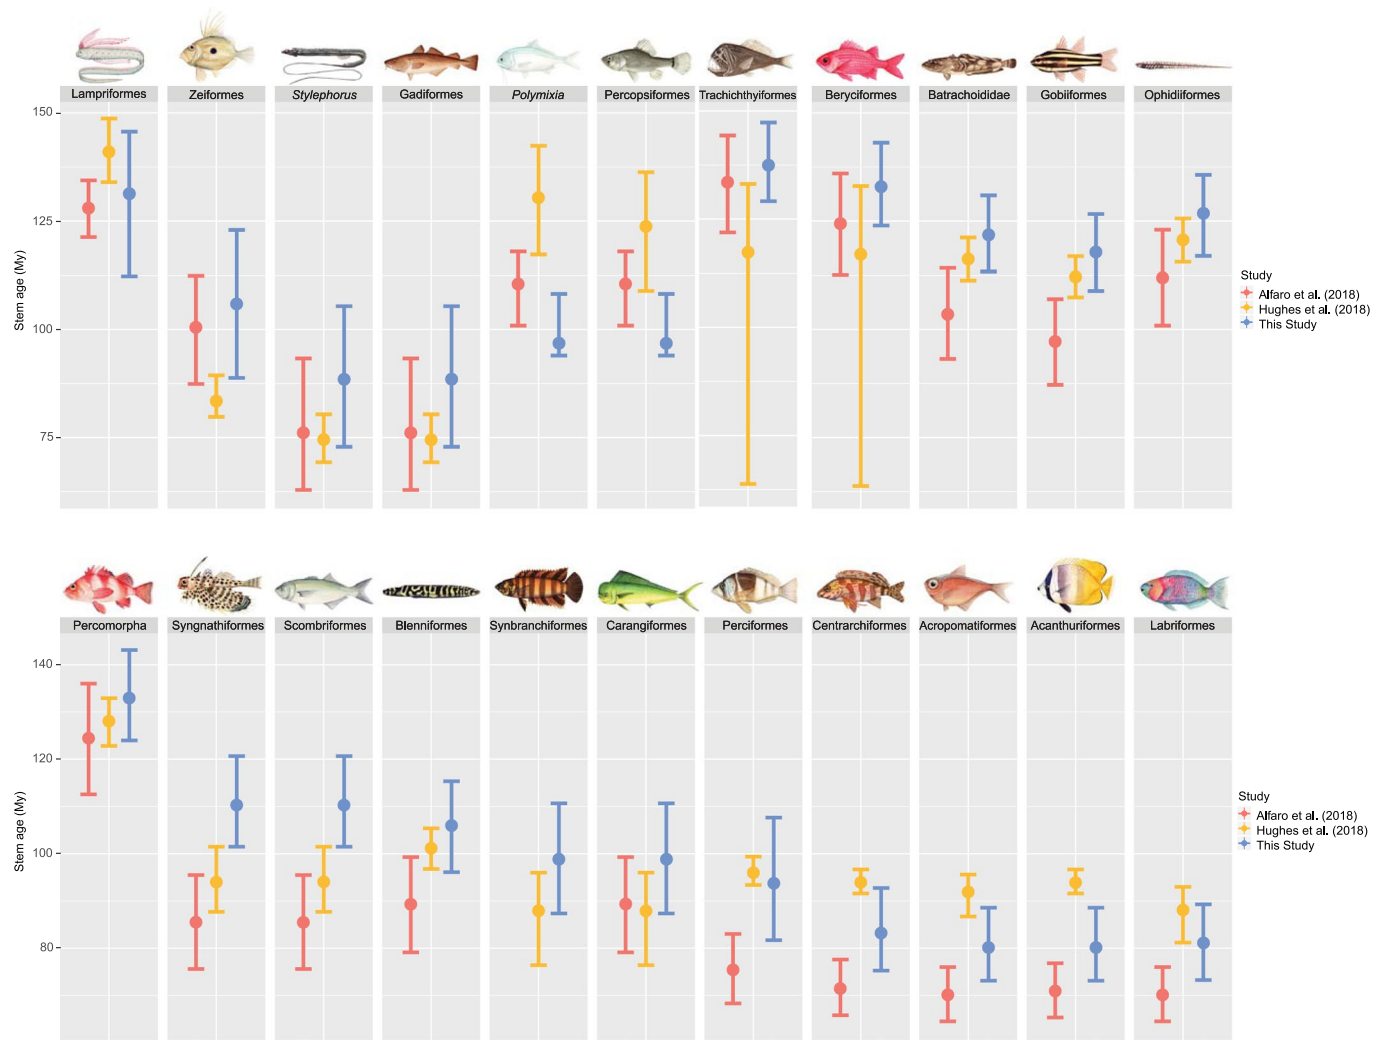 Lampriformes Zeiformes Stylephorus Gadiformes Polymixia Percopsiformes Trachichthyiformes Beryciformes Batrachoididae Gobiiformes Ophidiiformes
150
125
100
75
Stem age (My)
Study
Alfaro et al. (2018)
Hughes et al. (2018)
This Study
Percomorpha Syngnathiformes Scombriformes Blenniformes Synbranchiformes Carangiformes Perciformes Centrarchiformes Acropomatiformes Acanthuriformes Labriformes
140
120
100
80
Stem age (My)
Study
Alfaro et al. (2018)
Hughes et al. (2018)
This Study